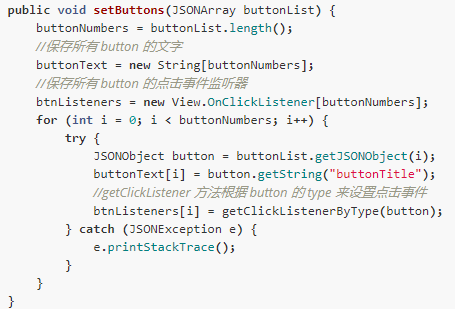 public void setButtons(JSONArray buttonList) {
buttonNumbers = buttonList.length();
//保存所有 button 的文字
buttonText = new String[buttonNumbers];
//保存所有 button 的点击事件监听器
btnListeners = new View.OnClickListener[buttonNumbers];
for (int i = 0; i < buttonNumbers; i++) {
try {
JSONObject button = buttonList.getJSONObject(i);
buttonText[i] = button.getString("buttonTitle");
//getClickListener 方法根据 button 的 type 来设置点击事件
btnListeners[i] = getClickListenerByType(button);
} catch (JSONException e) {
e.printStackTrace();
}
}
}